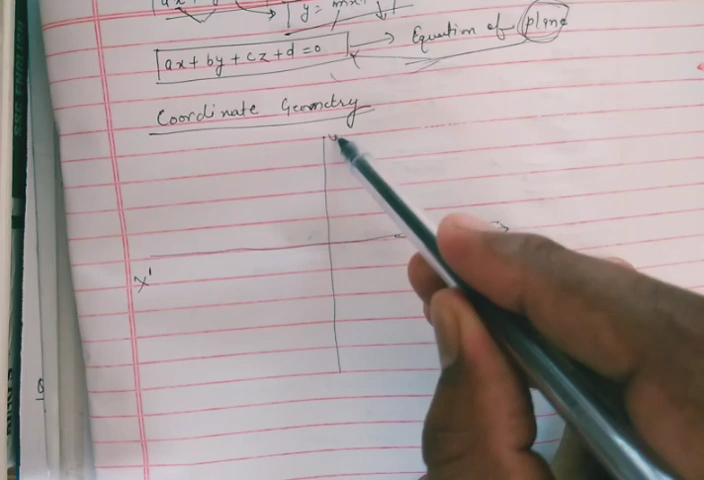 y = mx
ax + by + cz + d = 0 → Equation of plane
Coordinate Geometry
X'